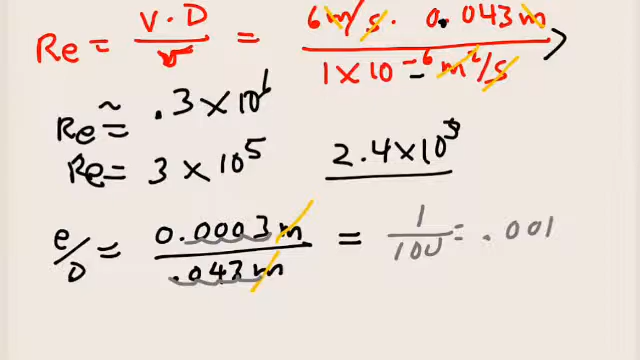 Re = V · D / ν = 6 m/s · 0.043 m / 1 × 10⁻⁶ m²/s
Re ≅ .3 × 10⁶
Re = 3 × 10⁵ 2.4 × 10³
e/D = 0.0003 m / .043 m = 1/100 = .001